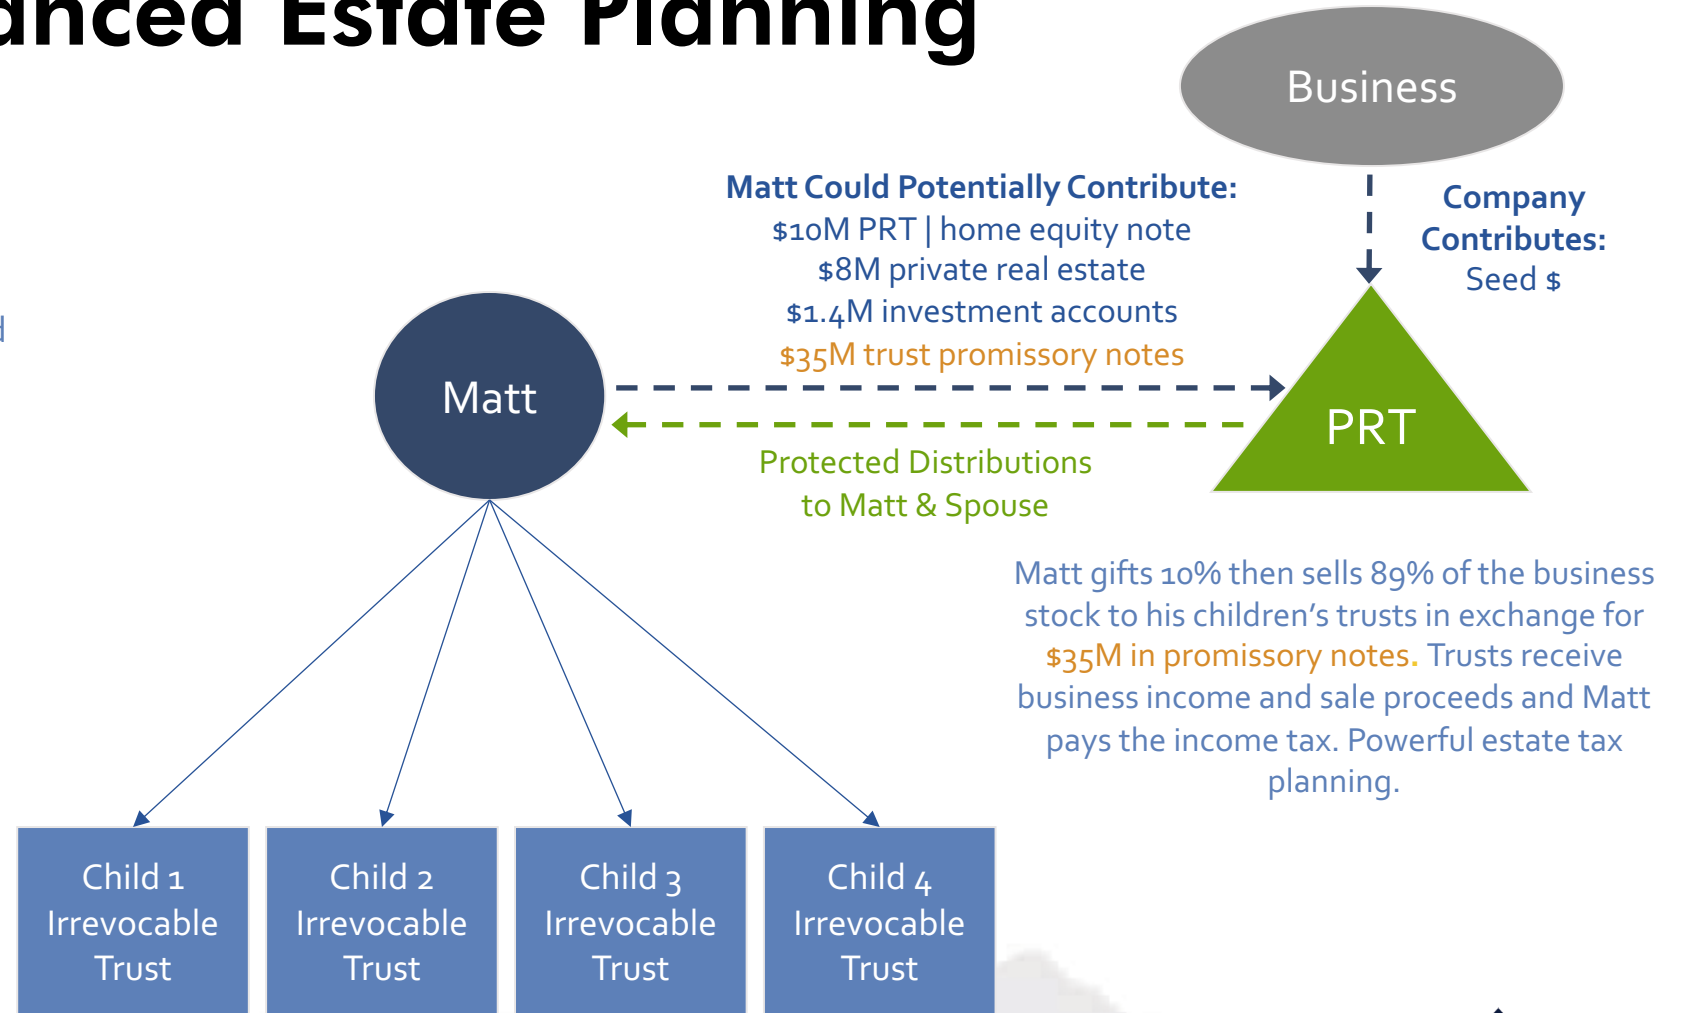 anced Estate Planning
Business
Matt Could Potentially Contribute:
$10M PRT | home equity note
$8M private real estate
$1.4M investment accounts
$35M trust promissory notes
Company
Contributes:
Seed $
Matt
PRT
Protected Distributions
to Matt & Spouse
Matt gifts 10% then sells 89% of the business
stock to his children’s trusts in exchange for
$35M in promissory notes. Trusts receive
business income and sale proceeds and Matt
pays the income tax. Powerful estate tax
planning.
Child 1
Irrevocable
Trust
Child 2
Irrevocable
Trust
Child 3
Irrevocable
Trust
Child 4
Irrevocable
Trust